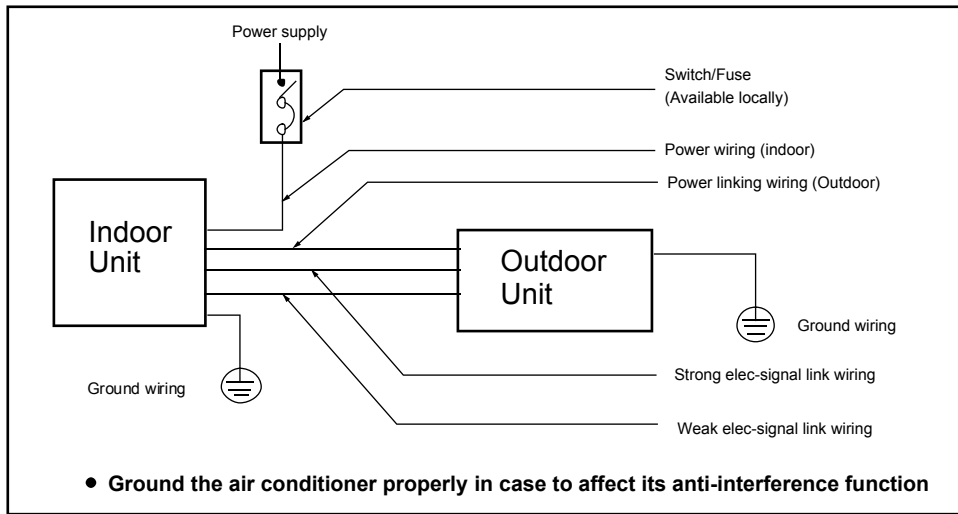 Power supply
Switch/Fuse
(Available locally)
Power wiring (indoor)
Power linking wiring (Outdoor)
Indoor
Unit
Outdoor
Unit
Ground wiring
Ground wiring
Strong elec-signal link wiring
Weak elec-signal link wiring
● Ground the air conditioner properly in case to affect its anti-interference function